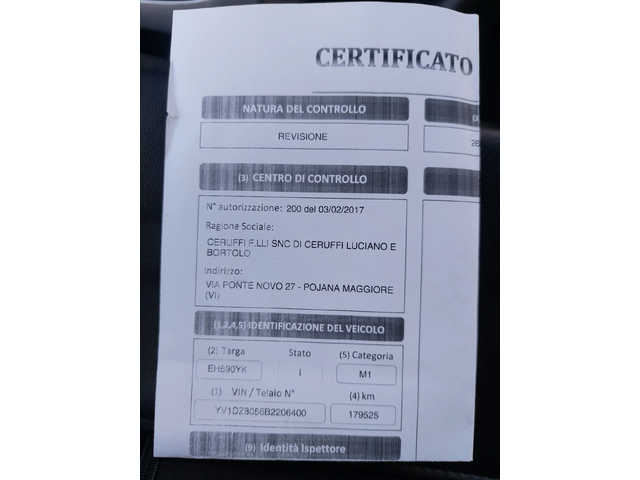 CERTIFICATO
NATURA DEL CONTROLLO
REVISIONE
(3) CENTRO DI CONTROLLO
N° autorizzazione: 200 del 03/02/2017
Ragione Sociale:
CERUFFI F.LLI SNC DI CERUFFI LUCIANO E
BORTOLO
Indirizzo:
VIA PONTE NOVO 27 - POJANA MAGGIORE
(VI)
(1,2,4,5) IDENTIFICAZIONE DEL VEICOLO
(2) Targa Stato (5) Categoria
EH590YK I M1
(1) VIN / Telaio N° (4) km
YV1DZ8056B2206400 179525
(9) Identità Ispettore